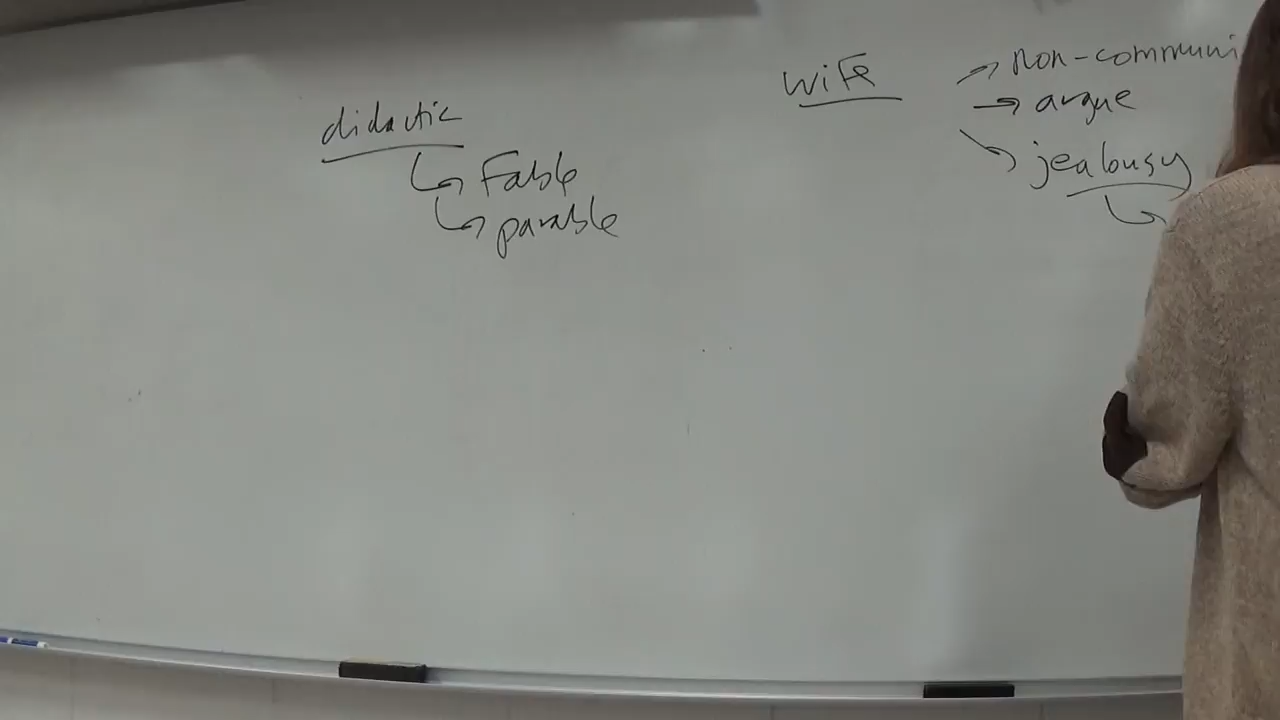 didactic
↳ Fable
↳ parable
wife
→ non-communi
→ argue
→ jealousy